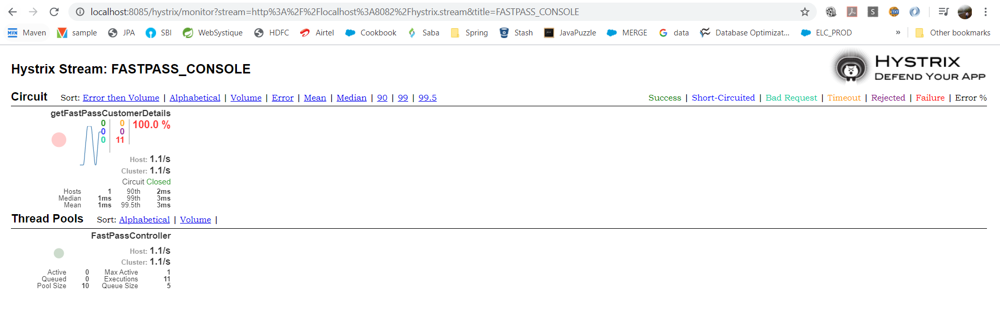 localhost:8085/hystrix/monitor?stream=http%3A%2F%2Flocalhost%3A8082%2Fhystrix.stream&title=FASTPASS_CONSOLE
S TXT
MVN Maven sample JPA SBI WebSystique HDFC Airtel Cookbook Saba Spring Stash JavaPuzzle MERGE data Database Optimizat... ELC_PROD » Other bookmarks
Hystrix Stream: FASTPASS_CONSOLE
HYSTRIX
DEFEND YOUR APP
Circuit Sort: Error then Volume | Alphabetical | Volume | Error | Mean | Median | 90 | 99 | 99.5 Success | Short-Circuited | Bad Request | Timeout | Rejected | Failure | Error %
getFastPassCustomerDetails
0 0 100.0 %
0 0
0 11
Host: 1.1/s
Cluster: 1.1/s
Circuit Closed
Hosts 1 90th 2ms
Median 1ms 99th 3ms
Mean 1ms 99.5th 3ms
Thread Pools Sort: Alphabetical | Volume |
FastPassController
Host: 1.1/s
Cluster: 1.1/s
Active 0 Max Active 1
Queued 0 Executions 11
Pool Size 10 Queue Size 5